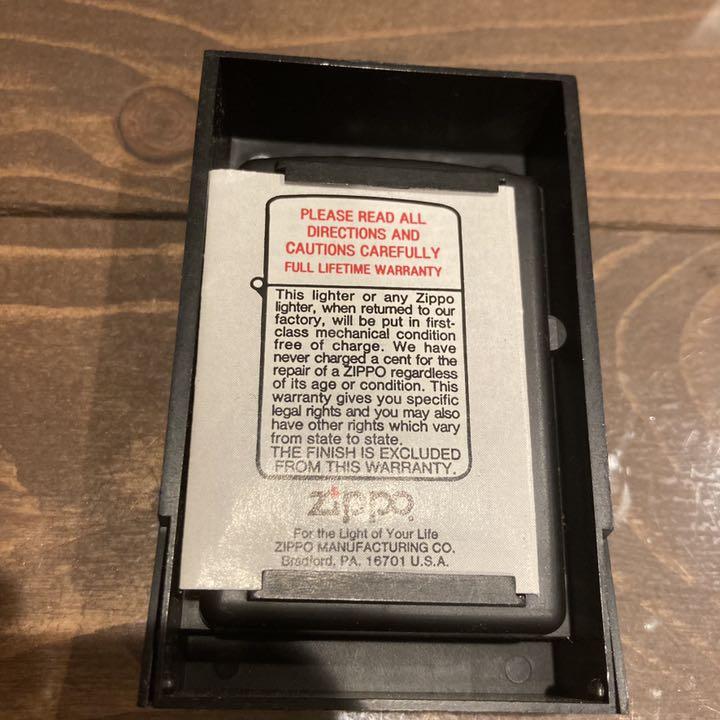 PLEASE READ ALL
DIRECTIONS AND
CAUTIONS CAREFULLY
FULL LIFETIME WARRANTY
This lighter or any Zippo
lighter, when returned to our
factory, will be put in first-
class mechanical condition
free of charge. We have
never charged a cent for the
repair of a ZIPPO regardless
of its age or condition. This
warranty gives you specific
legal rights and you may also
have other rights which vary
from state to state.
THE FINISH IS EXCLUDED
FROM THIS WARRANTY.
zippo
For the Light of Your Life
ZIPPO MANUFACTURING CO.
Bradford, PA. 16701 U.S.A.